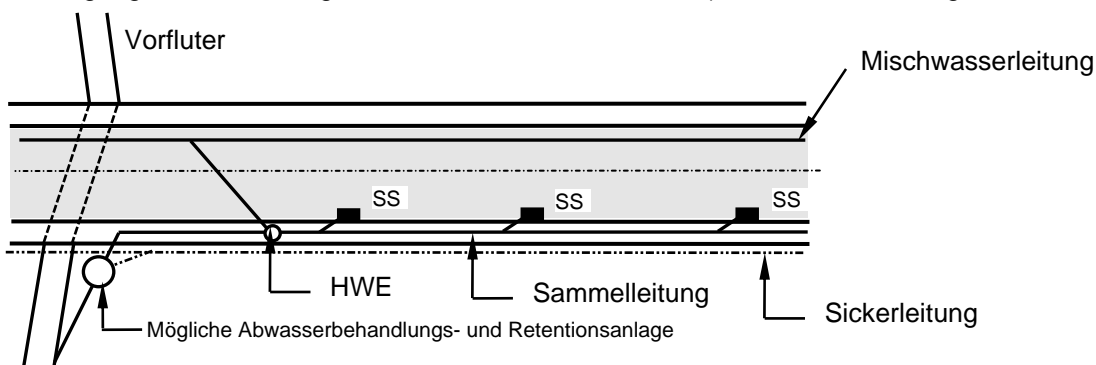 Vorfluter
Mischwasserleitung
SS
SS
SS
HWE
Sammelleitung
Sickerleitung
Mögliche Abwasserbehandlungs- und Retentionsanlage